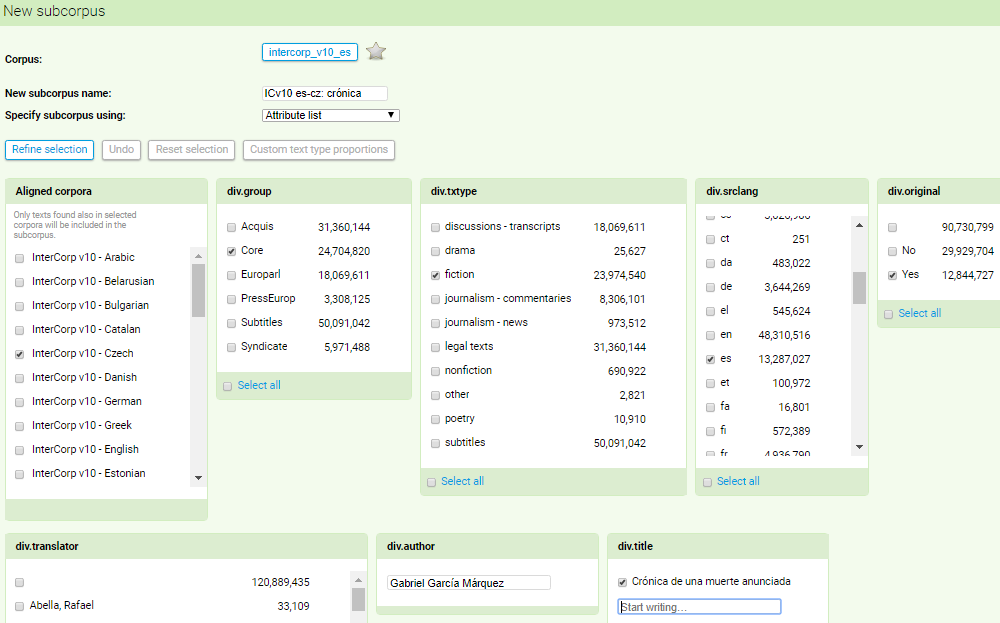 New subcorpus
Corpus: intercorp_v10_es
New subcorpus name: ICv10 es-cz: crónica
Specify subcorpus using: Attribute list
Refine selection Undo Reset selection Custom text type proportions
Aligned corpora
Only texts found also in selected
corpora will be included in the
subcorpus.
InterCorp v10 - Arabic
InterCorp v10 - Belarusian
InterCorp v10 - Bulgarian
InterCorp v10 - Catalan
InterCorp v10 - Czech
InterCorp v10 - Danish
InterCorp v10 - German
InterCorp v10 - Greek
InterCorp v10 - English
InterCorp v10 - Estonian
div.group
Acquis 31,360,144
Core 24,704,820
Europarl 18,069,611
PressEurop 3,308,125
Subtitles 50,091,042
Syndicate 5,971,488
Select all
div.txtype
discussions - transcripts 18,069,611
drama 25,627
fiction 23,974,540
journalism - commentaries 8,306,101
journalism - news 973,512
legal texts 31,360,144
nonfiction 690,922
other 2,821
poetry 10,910
subtitles 50,091,042
Select all
div.srclang
ct 251
da 483,022
de 3,644,269
el 545,624
en 48,310,516
es 13,287,027
et 100,972
fa 16,801
fi 572,389
fr 4,936,790
Select all
div.original
90,730,799
No 29,929,704
Yes 12,844,727
Select all
div.translator
120,889,435
Abella, Rafael 33,109
div.author
Gabriel García Márquez
div.title
Crónica de una muerte anunciada
Start writing...